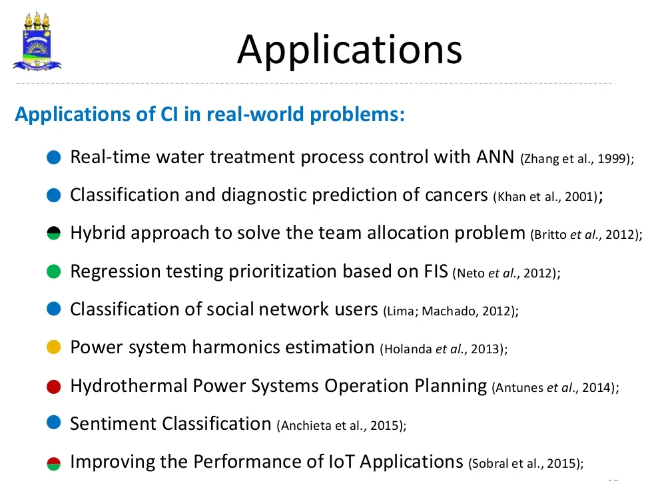 Applications
Applications of CI in real-world problems:
Real-time water treatment process control with ANN (Zhang et al., 1999);
Classification and diagnostic prediction of cancers (Khan et al., 2001);
Hybrid approach to solve the team allocation problem (Britto et al., 2012);
Regression testing prioritization based on FIS (Neto et al., 2012);
Classification of social network users (Lima; Machado, 2012);
Power system harmonics estimation (Holanda et al., 2013);
Hydrothermal Power Systems Operation Planning (Antunes et al., 2014);
Sentiment Classification (Anchieta et al., 2015);
Improving the Performance of IoT Applications (Sobral et al., 2015);